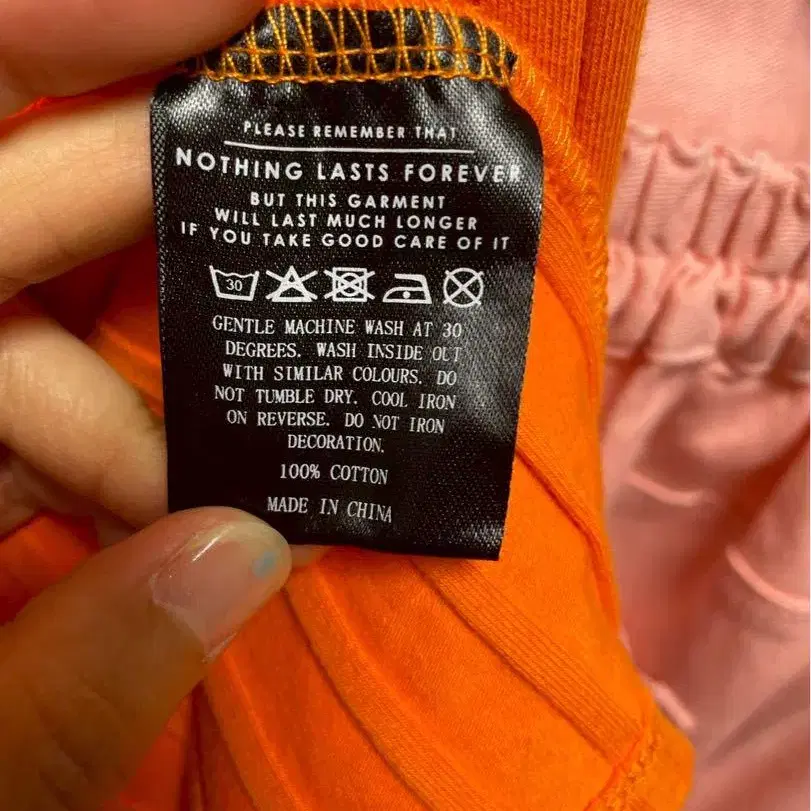 PLEASE REMEMBER THAT
NOTHING LASTS FOREVER
BUT THIS GARMENT
WILL LAST MUCH LONGER
IF YOU TAKE GOOD CARE OF IT
30
GENTLE MACHINE WASH AT 30
DEGREES. WASH INSIDE OUT
WITH SIMILAR COLOURS. DO
NOT TUMBLE DRY. COOL IRON
ON REVERSE. DO NOT IRON
DECORATION.
100% COTTON
MADE IN CHINA